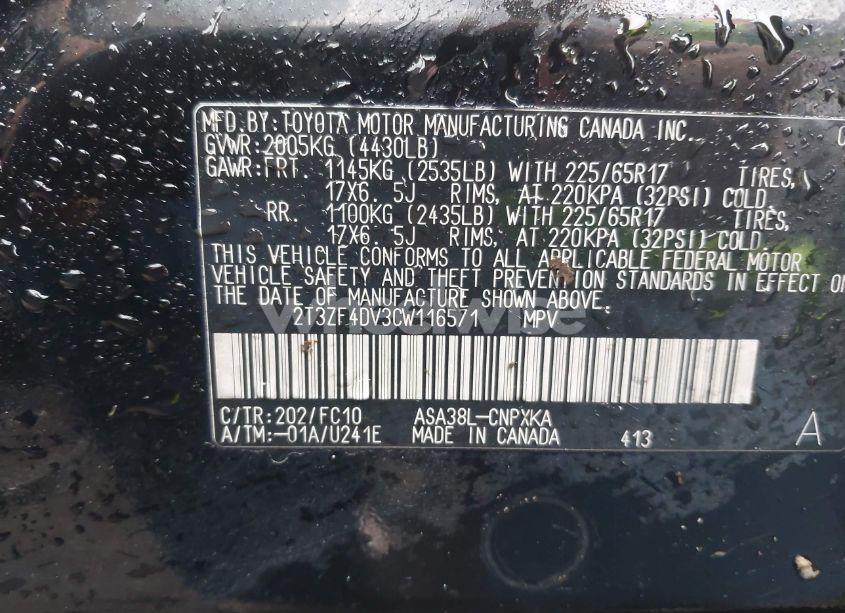 MFD.BY:TOYOTA MOTOR MANUFACTURING CANADA INC.
GVWR:2005KG (4430LB)
GAWR:FRT. 1145KG (2535LB) WITH 225/65R17 TIRES,
17X6. 5J RIMS, AT 220KPA (32PSI) COLD.
RR. 1100KG (2435LB) WITH 225/65R17 TIRES,
17X6. 5J RIMS, AT 220KPA (32PSI) COLD.
THIS VEHICLE CONFORMS TO ALL APPLICABLE FEDERAL MOTOR
VEHICLE SAFETY AND THEFT PREVENTION STANDARDS IN EFFECT ON
THE DATE OF MANUFACTURE SHOWN ABOVE.
2T3ZF4DV3CW116571 MPV
C/TR:202/FC10 ASA38L-CNPXKA
A/TM:-01A/U241E MADE IN CANADA 413 A